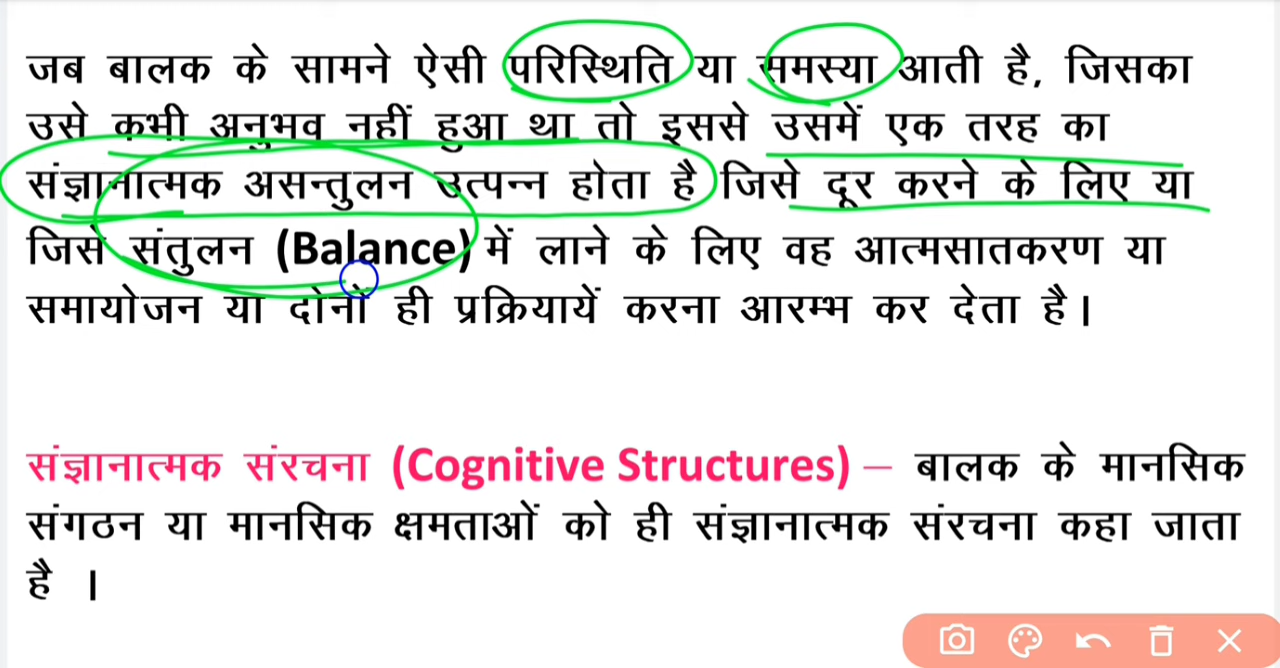 जब बालक के सामने ऐसी परिस्थिति या समस्या आती है, जिसका
उसे कभी अनुभव नहीं हुआ था तो इससे उसमें एक तरह का
संज्ञानात्मक असन्तुलन उत्पन्न होता है जिसे दूर करने के लिए या
जिसे संतुलन (Balance) में लाने के लिए वह आत्मसातकरण या
समायोजन या दोनों ही प्रक्रियायें करना आरम्भ कर देता है।
संज्ञानात्मक संरचना (Cognitive Structures) – बालक के मानसिक
संगठन या मानसिक क्षमताओं को ही संज्ञानात्मक संरचना कहा जाता
है ।